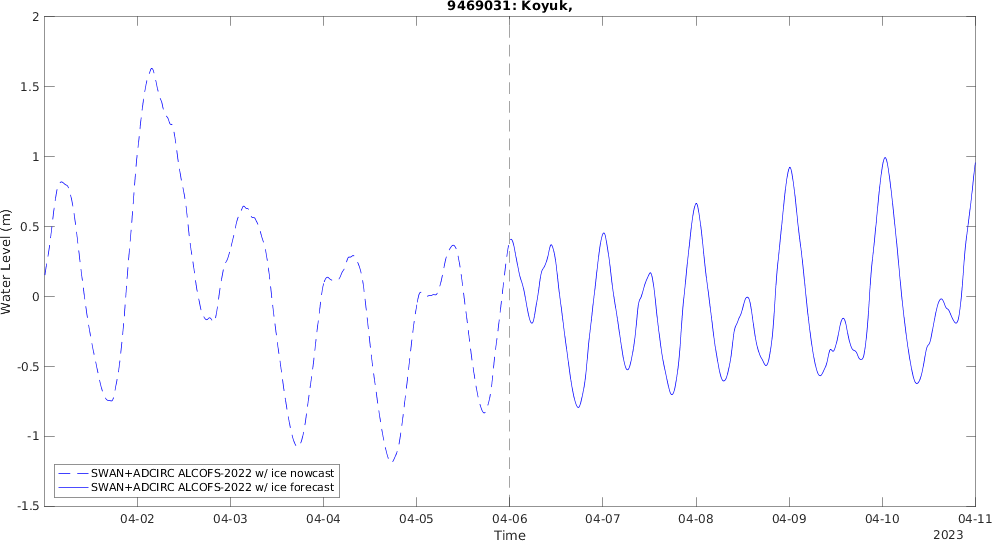 9469031: Koyuk,
2
1.5
1
0.5
0
-0.5
-1
-1.5
Water Level (m)
SWAN+ADCIRC ALCOFS-2022 w/ ice nowcast
SWAN+ADCIRC ALCOFS-2022 w/ ice forecast
04-02 04-03 04-04 04-05 04-06 04-07 04-08 04-09 04-10 04-11
Time
2023